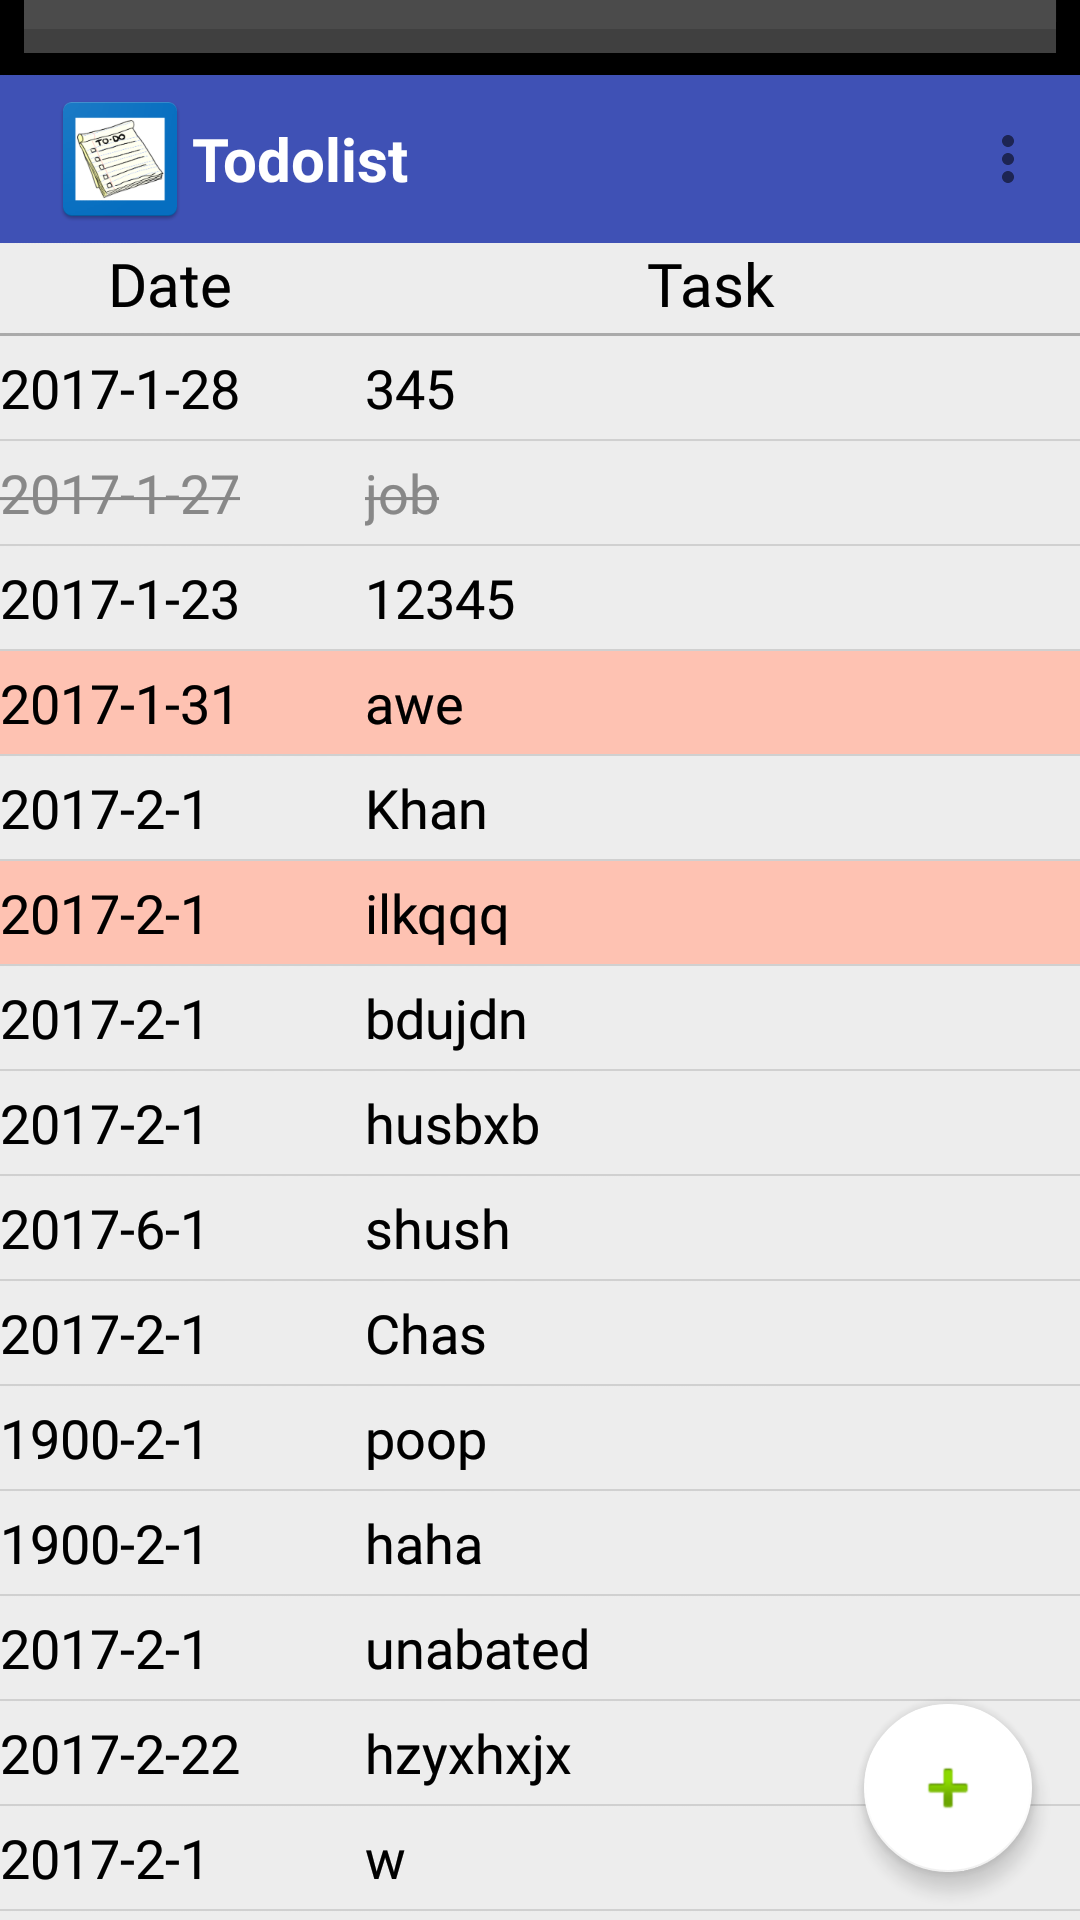 TO-DO
Todolist
Date Task
2017-1-28 345
2017-1-27 job
2017-1-23 12345
2017-1-31 awe
2017-2-1 Khan
2017-2-1 ilkqqq
2017-2-1 bdujdn
2017-2-1 husbxb
2017-6-1 shush
2017-2-1 Chas
1900-2-1 poop
1900-2-1 haha
2017-2-1 unabated
2017-2-22 hzyxhxjx
2017-2-1 w